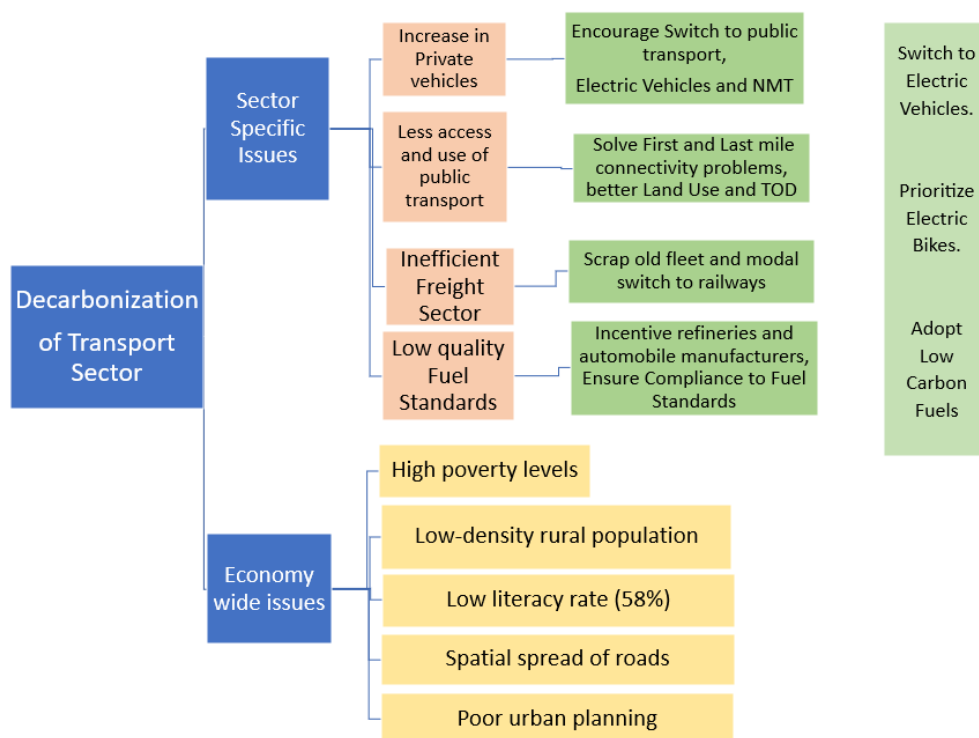 Decarbonization
of Transport
Sector
Sector
Specific
Issues
Increase in
Private
vehicles
Encourage Switch to public
transport,
Electric Vehicles and NMT
Less access
and use of
public
transport
Solve First and Last mile
connectivity problems,
better Land Use and TOD
Inefficient
Freight
Sector
Scrap old fleet and modal
switch to railways
Low quality
Fuel
Standards
Incentive refineries and
automobile manufacturers,
Ensure Compliance to Fuel
Standards
Switch to
Electric
Vehicles.
Prioritize
Electric
Bikes.
Adopt
Low
Carbon
Fuels
Economy
wide issues
High poverty levels
Low-density rural population
Low literacy rate (58%)
Spatial spread of roads
Poor urban planning